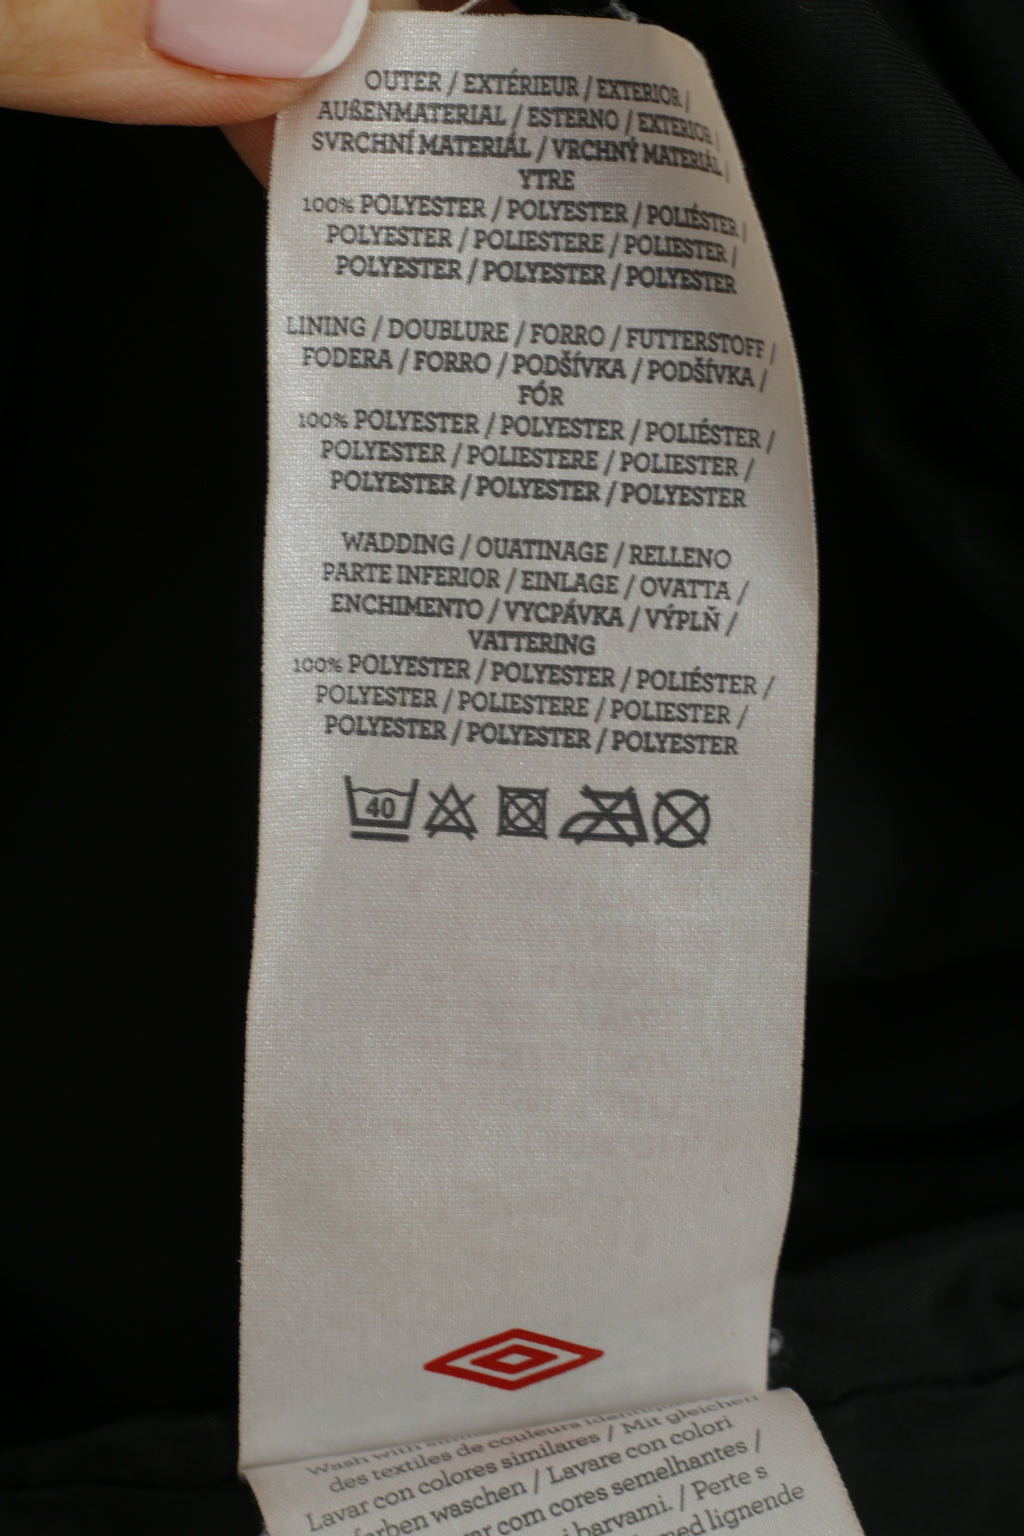 OUTER / EXTÉRIEUR / EXTERIOR /
AUßENMATERIAL / ESTERNO / EXTERIOR /
SVRCHNÍ MATERIÁL / VRCHNÝ MATERIÁL /
YTRE
100% POLYESTER / POLYESTER / POLIÉSTER /
POLYESTER / POLIESTERE / POLIESTER /
POLYESTER / POLYESTER / POLYESTER
LINING / DOUBLURE / FORRO / FUTTERSTOFF /
FODERA / FORRO / PODŠÍVKA / PODŠÍVKA /
FÓR
100% POLYESTER / POLYESTER / POLIÉSTER /
POLYESTER / POLIESTERE / POLIESTER /
POLYESTER / POLYESTER / POLYESTER
WADDING / OUATINAGE / RELLENO
PARTE INFERIOR / EINLAGE / OVATTA /
ENCHIMENTO / VYCPÁVKA / VÝPLŇ /
VATTERING
100% POLYESTER / POLYESTER / POLIÉSTER /
POLYESTER / POLIESTERE / POLIESTER /
POLYESTER / POLYESTER / POLYESTER
40
Wash with
des textiles de couleurs
Lavar con colores similares / Mit gleichen
farben waschen / Lavare con colori
com cores semelhantes /
barvami. / Perte s
med lignende